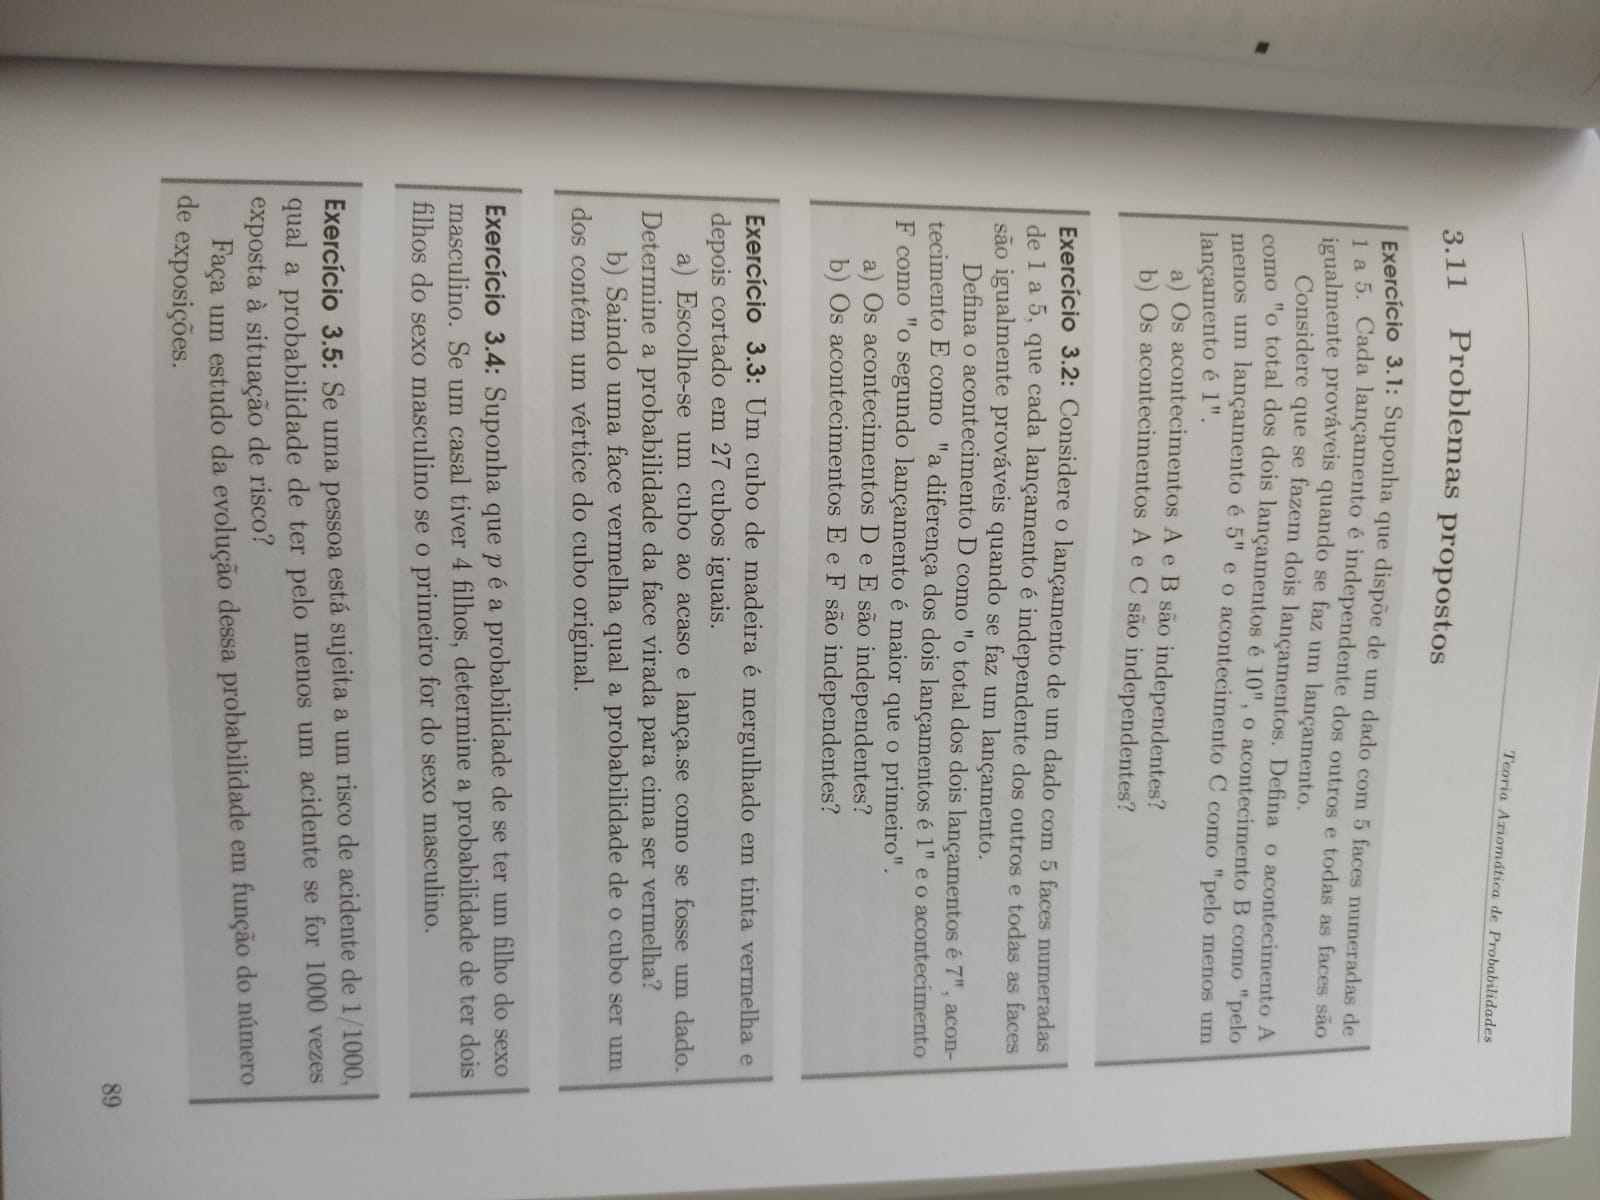 Teoria Axiomática de Probabilidades
3.11 Problemas propostos
Exercício 3.1: Suponha que dispõe de um dado com 5 faces numeradas de
1 a 5. Cada lançamento é independente dos outros e todas as faces são
igualmente prováveis quando se faz um lançamento.
Considere que se fazem dois lançamentos. Defina o acontecimento A
como "o total dos dois lançamentos é 10", o acontecimento B como "pelo
menos um lançamento é 5" e o acontecimento C como "pelo menos um
lançamento é 1".
a) Os acontecimentos A e B são independentes?
b) Os acontecimentos A e C são independentes?
Exercício 3.2: Considere o lançamento de um dado com 5 faces numeradas
de 1 a 5, que cada lançamento é independente dos outros e todas as faces
são igualmente prováveis quando se faz um lançamento.
Defina o acontecimento D como "o total dos dois lançamentos é 7", acon-
tecimento E como "a diferença dos dois lançamentos é 1" e o acontecimento
F como "o segundo lançamento é maior que o primeiro".
a) Os acontecimentos D e E são independentes?
b) Os acontecimentos E e F são independentes?
Exercício 3.3: Um cubo de madeira é mergulhado em tinta vermelha e
depois cortado em 27 cubos iguais.
a) Escolhe-se um cubo ao acaso e lança.se como se fosse um dado.
Determine a probabilidade da face virada para cima ser vermelha?
b) Saindo uma face vermelha qual a probabilidade de o cubo ser um
dos contém um vértice do cubo original.
Exercício 3.4: Suponha que p é a probabilidade de se ter um filho do sexo
masculino. Se um casal tiver 4 filhos, determine a probabilidade de ter dois
filhos do sexo masculino se o primeiro for do sexo masculino.
Exercício 3.5: Se uma pessoa está sujeita a um risco de acidente de 1/1000,
qual a probabilidade de ter pelo menos um acidente se for 1000 vezes
exposta à situação de risco?
Faça um estudo da evolução dessa probabilidade em função do número
de exposições.
89